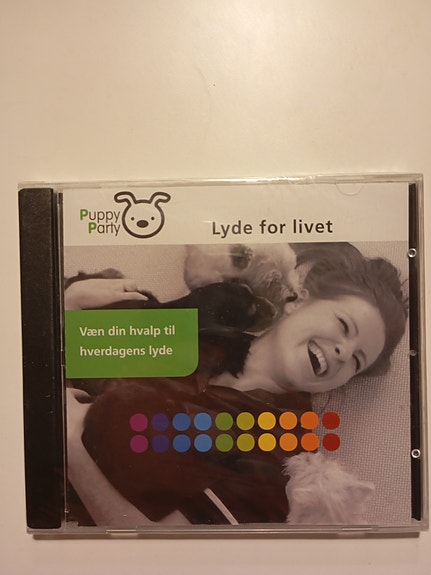 Puppy
Party
Lyde for livet
Væn din hvalp til
hverdagens lyde